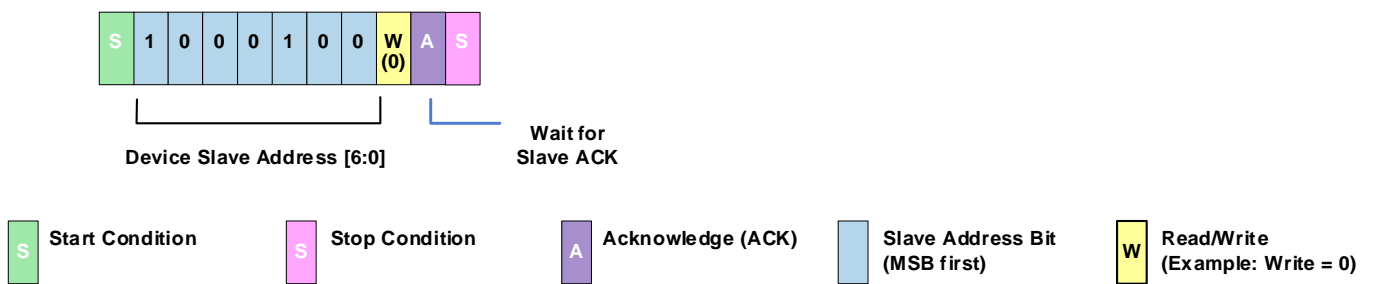 S 1 0 0 0 1 0 0 W A S
(0)
Wait for
Slave ACK
Device Slave Address [6:0]
S Start Condition
S Stop Condition
A Acknowledge (ACK)
Slave Address Bit
(MSB first)
W Read/Write
(Example: Write = 0)